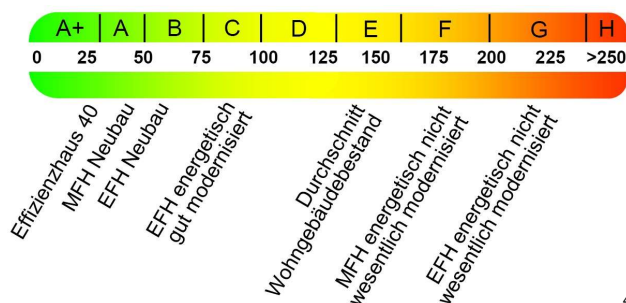 A+ A B C D E F G H
0 25 50 75 100 125 150 175 200 225 >250
Effizienzhaus 40
MFH Neubau
EFH Neubau
EFH energetisch
gut modernisiert
Durchschnitt
Wohngebäudebestand
MFH energetisch nicht
wesentlich modernisiert
EFH energetisch nicht
wesentlich modernisiert